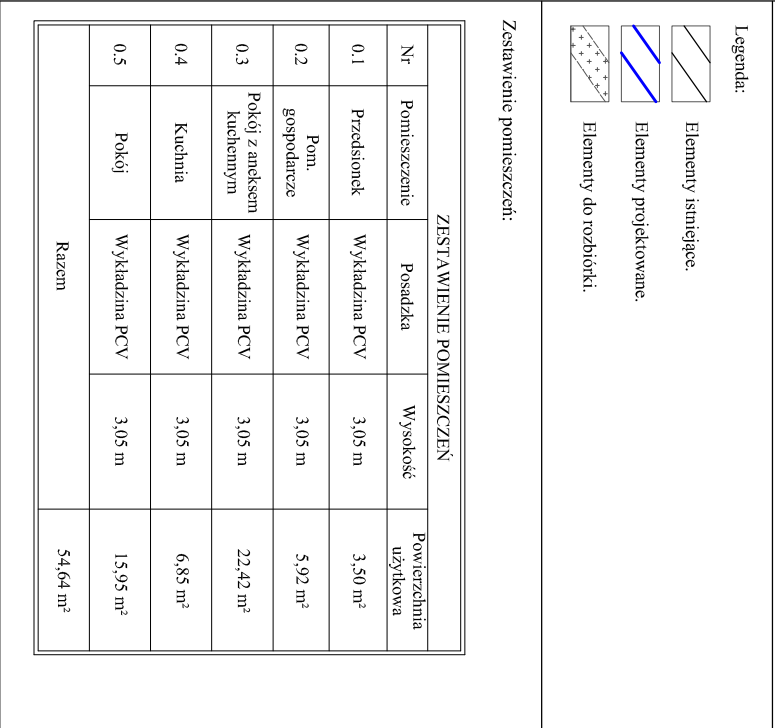 Legenda:
Elementy istniejące.
Elementy projektowane.
Elementy do rozbiórki.
Zestawienie pomieszczeń:
ZESTAWIENIE POMIESZCZEŃ
Nr Pomieszczenie Posadzka Wysokość Powierzchnia
użytkowa
0.1 Przedsionek Wykładzina PCV 3,05 m 3,50 m²
0.2 Pom.
gospodarcze Wykładzina PCV 3,05 m 5,92 m²
0.3 Pokój z aneksem
kuchennym Wykładzina PCV 3,05 m 22,42 m²
0.4 Kuchnia Wykładzina PCV 3,05 m 6,85 m²
0.5 Pokój Wykładzina PCV 3,05 m 15,95 m²
Razem 54,64 m²